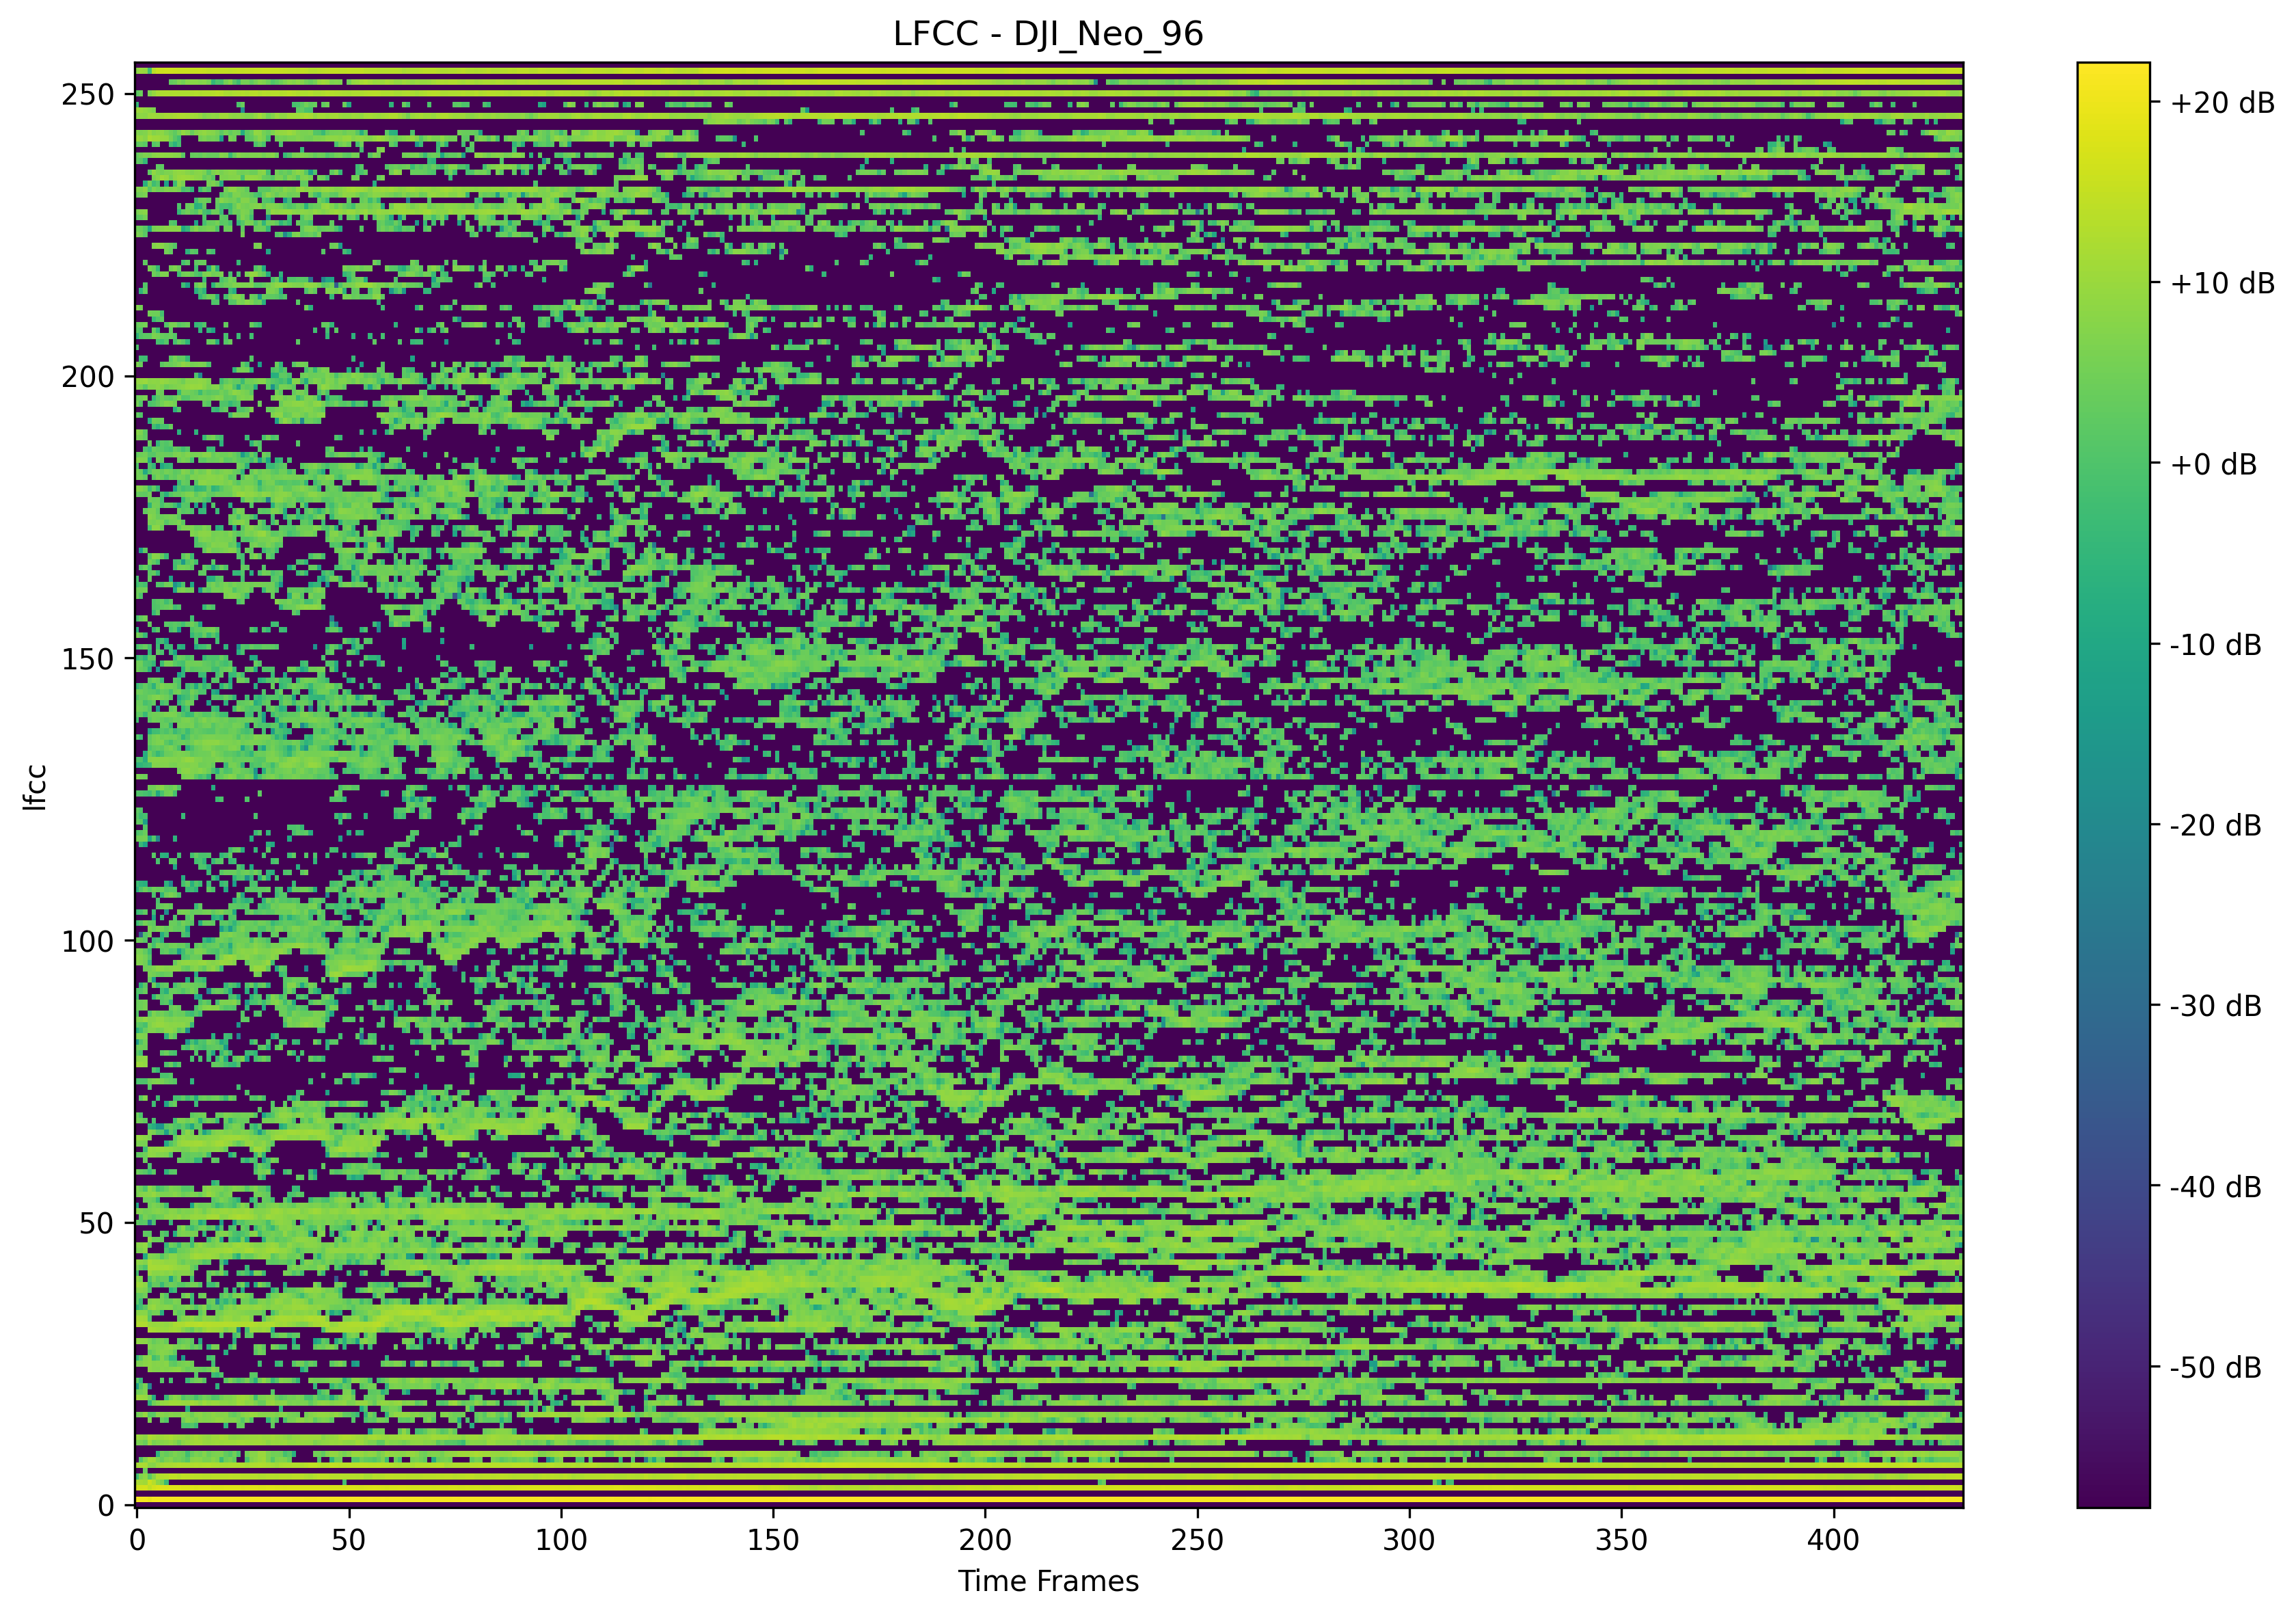 LFCC - DJI_Neo_96
250
200
150
100
50
0
lfcc
0 50 100 150 200 250 300 350 400
Time Frames
+20 dB
+10 dB
+0 dB
-10 dB
-20 dB
-30 dB
-40 dB
-50 dB